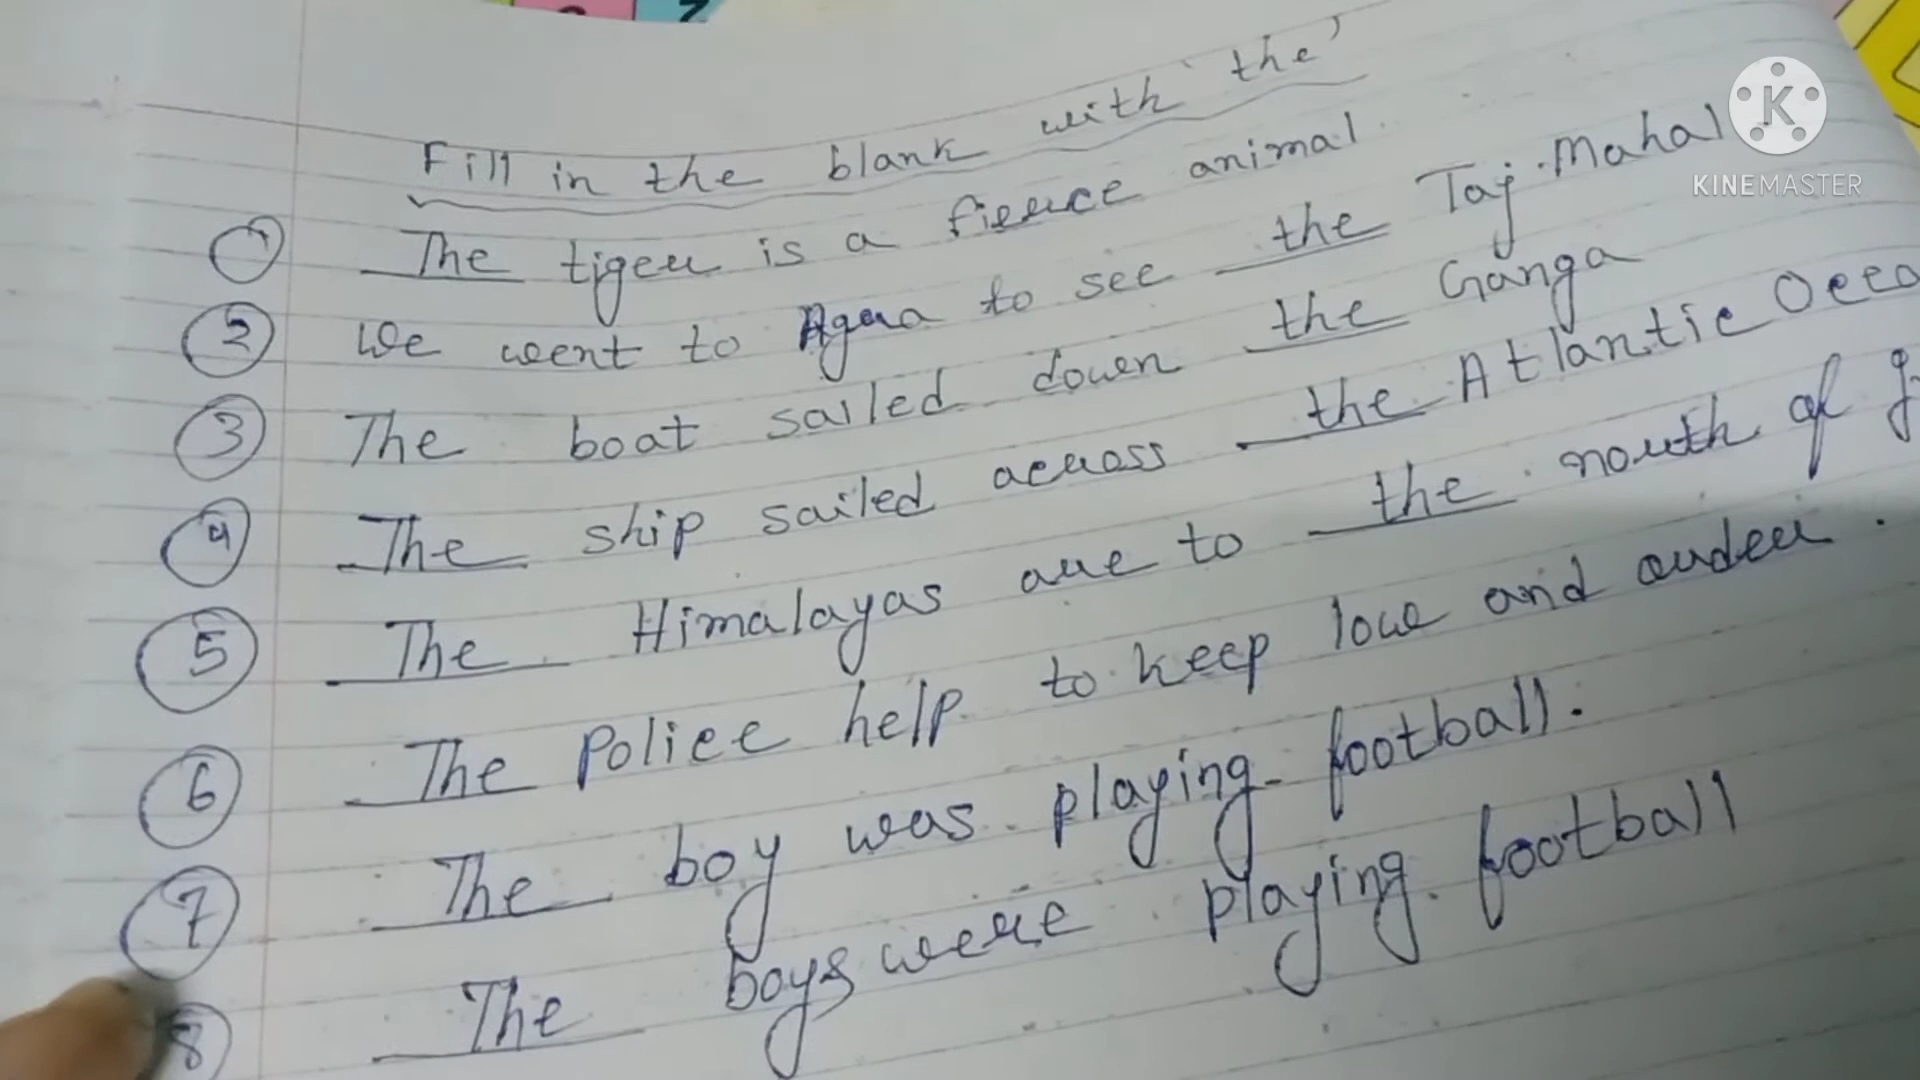 Fill in the blank with 'the'
① The tiger is a fierce animal.
② We went to Agra to see the Taj Mahal
③ The boat sailed down the Ganga
④ The ship sailed across the Atlantic
⑤ The Himalayas are to the north of
⑥ The Police help to keep law and order.
⑦ The boy was playing football.
⑧ The boys were playing football
K
KINEMASTER